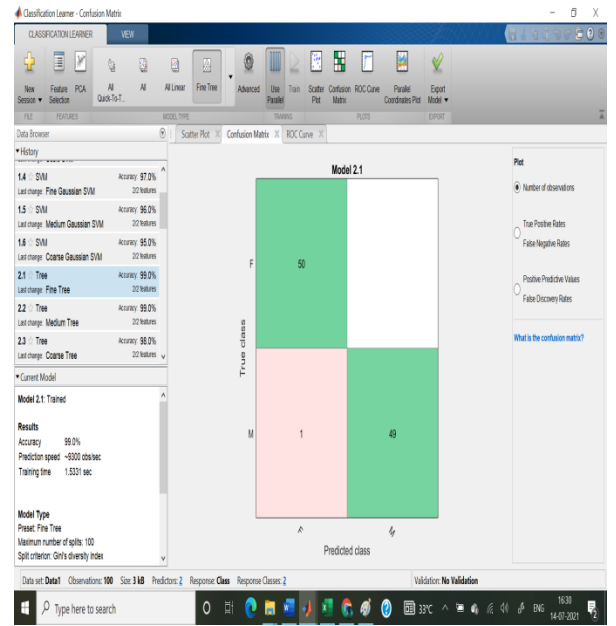 Classification Learner - Confusion Matrix
CLASSIFICATION LEARNER VIEW
New Session
Feature Selection
PCA
All Quick-To-T...
All
All Linear
Fine Tree
Advanced
Use Parallel
Train
Scatter Plot
Confusion Matrix
ROC Curve
Parallel Coordinates Plot
Export Model
FILE FEATURES MODEL TYPE TRAINING PLOTS EXPORT
Data Browser
Scatter Plot Confusion Matrix ROC Curve
History
1.4 SVM Accuracy: 97.0%
Last change: Fine Gaussian SVM 2/2 features
1.5 SVM Accuracy: 96.0%
Last change: Medium Gaussian SVM 2/2 features
1.6 SVM Accuracy: 95.0%
Last change: Coarse Gaussian SVM 2/2 features
2.1 Tree Accuracy: 99.0%
Last change: Fine Tree 2/2 features
2.2 Tree Accuracy: 99.0%
Last change: Medium Tree 2/2 features
2.3 Tree Accuracy: 98.0%
Last change: Coarse Tree 2/2 features
Current Model
Model 2.1: Trained
Results
Accuracy 99.0%
Prediction speed ~9300 obs/sec
Training time 1.5331 sec
Model Type
Preset: Fine Tree
Maximum number of splits: 100
Split criterion: Gini's diversity index
Model 2.1
True class
F
50
M
1 49
F M
Predicted class
Plot
Number of observations
True Positive Rates
False Negative Rates
Positive Predictive Values
False Discovery Rates
What is the confusion matrix?
Data set: Data1 Observations: 100 Size: 3 kB Predictors: 2 Response: Class Response Classes: 2 Validation: No Validation
Type here to search
33°C
ENG
16:30
14-07-2021